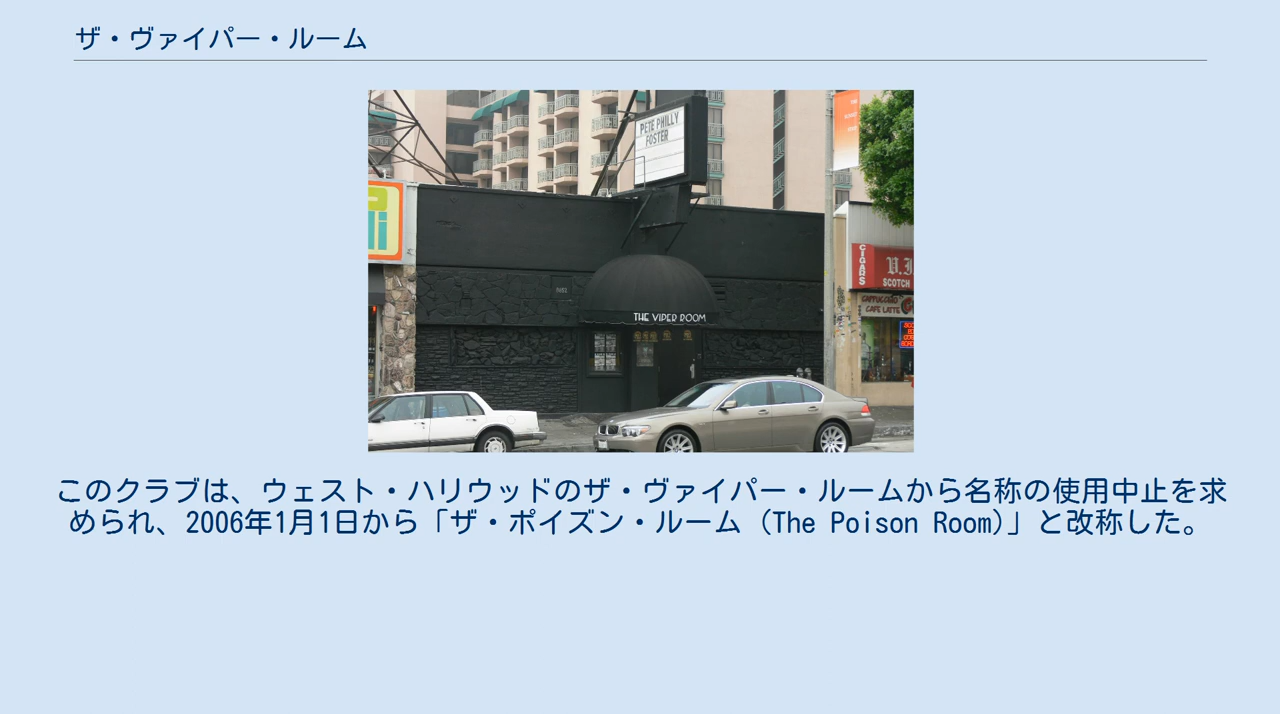 ザ・ヴァイパー・ルーム
PETE PHILLY
FOSTER
CIGARS
SCOTCH
CAPPUCCINO
CAFE LATTE
THE VIPER ROOM
このクラブは、ウェスト・ハリウッドのザ・ヴァイパー・ルームから名称の使用中止を求
められ、2006年1月1日から「ザ・ポイズン・ルーム (The Poison Room)」と改称した。